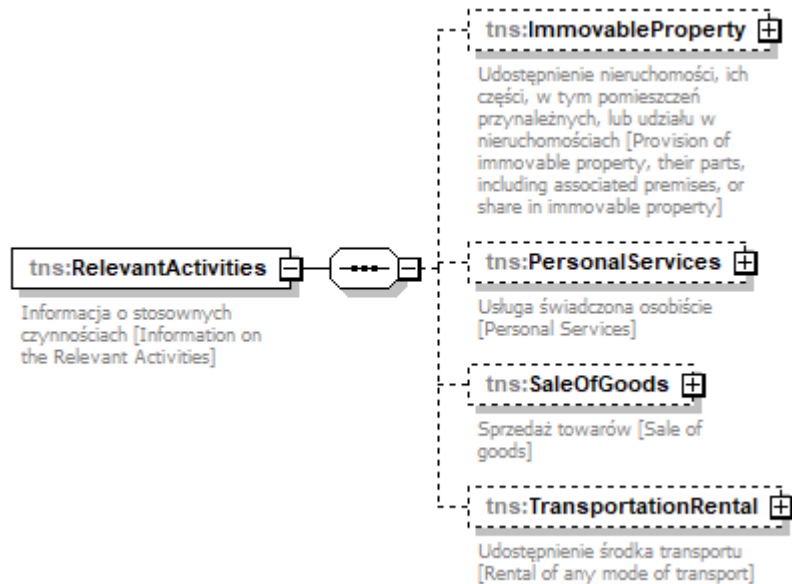 tns:ImmovableProperty
Udostępnienie nieruchomości, ich
części, w tym pomieszczeń
przynależnych, lub udziału w
nieruchomościach [Provision of
immovable property, their parts,
including associated premises, or
share in immovable property]
tns:RelevantActivities
Informacja o stosownych
czynnościach [Information on
the Relevant Activities]
tns:PersonalServices
Usługa świadczona osobiście
[Personal Services]
tns:SaleOfGoods
Sprzedaż towarów [Sale of
goods]
tns:TransportationRental
Udostępnienie środka transportu
[Rental of any mode of transport]